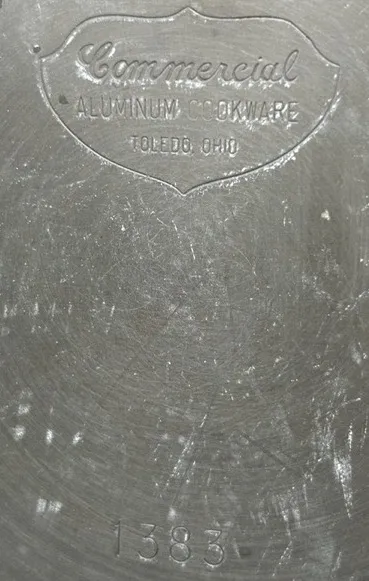 Commercial
ALUMINUM COOKWARE
TOLEDO, OHIO
1383